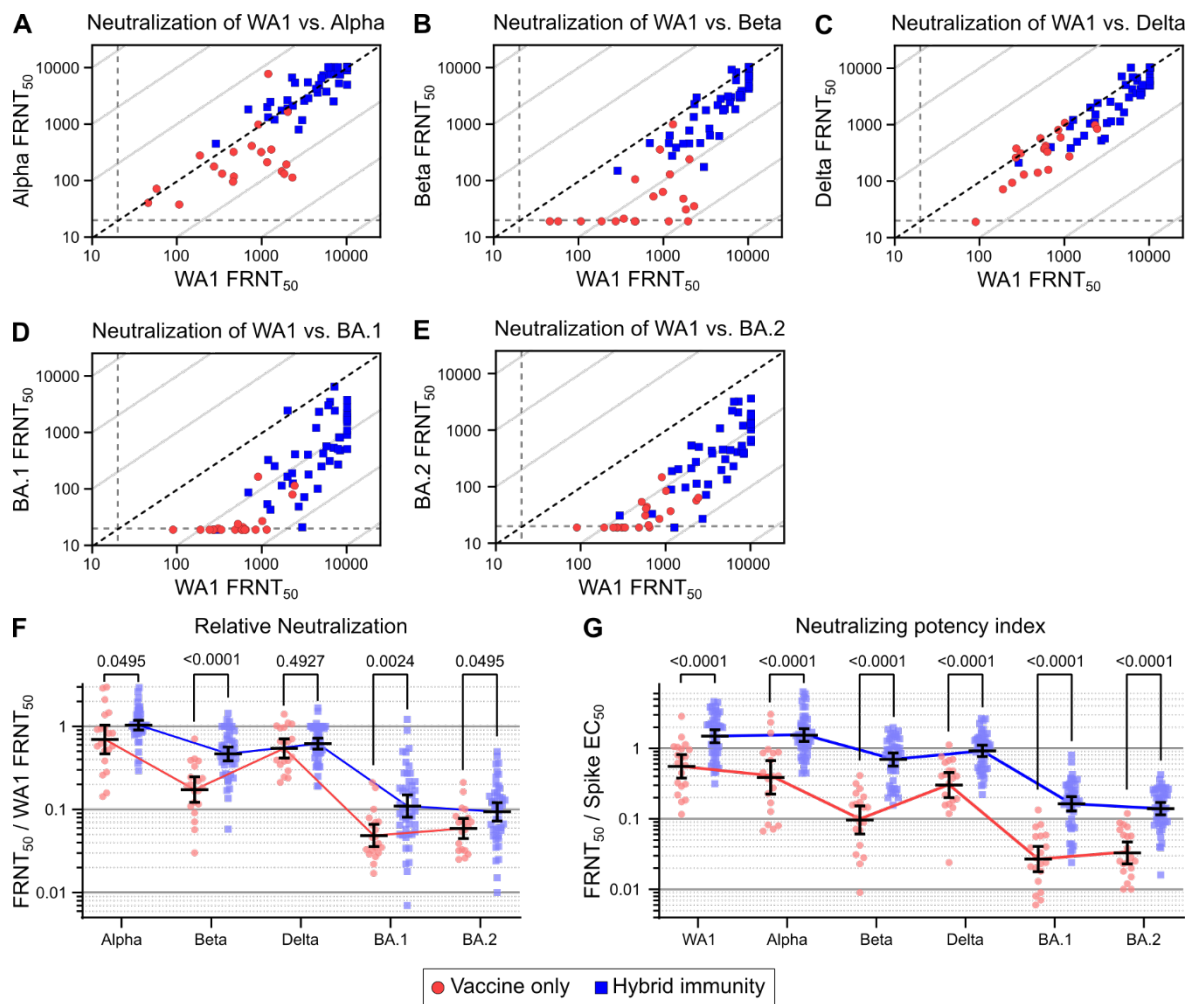 A
Neutralization of WA1 vs. Alpha
Alpha FRNT50
10000
1000
100
10
10 100 1000 10000
WA1 FRNT50
B
Neutralization of WA1 vs. Beta
Beta FRNT50
10000
1000
100
10
10 100 1000 10000
WA1 FRNT50
C
Neutralization of WA1 vs. Delta
Delta FRNT50
10000
1000
100
10
10 100 1000 10000
WA1 FRNT50
D
Neutralization of WA1 vs. BA.1
BA.1 FRNT50
10000
1000
100
10
10 100 1000 10000
WA1 FRNT50
E
Neutralization of WA1 vs. BA.2
BA.2 FRNT50
10000
1000
100
10
10 100 1000 10000
WA1 FRNT50
F
Relative Neutralization
0.0495 <0.0001 0.4927 0.0024 0.0495
FRNT50 / WA1 FRNT50
1
0.1
0.01
Alpha Beta Delta BA.1 BA.2
G
Neutralizing potency index
<0.0001 <0.0001 <0.0001 <0.0001 <0.0001 <0.0001
FRNT50 / Spike EC50
1
0.1
0.01
WA1 Alpha Beta Delta BA.1 BA.2
Vaccine only Hybrid immunity